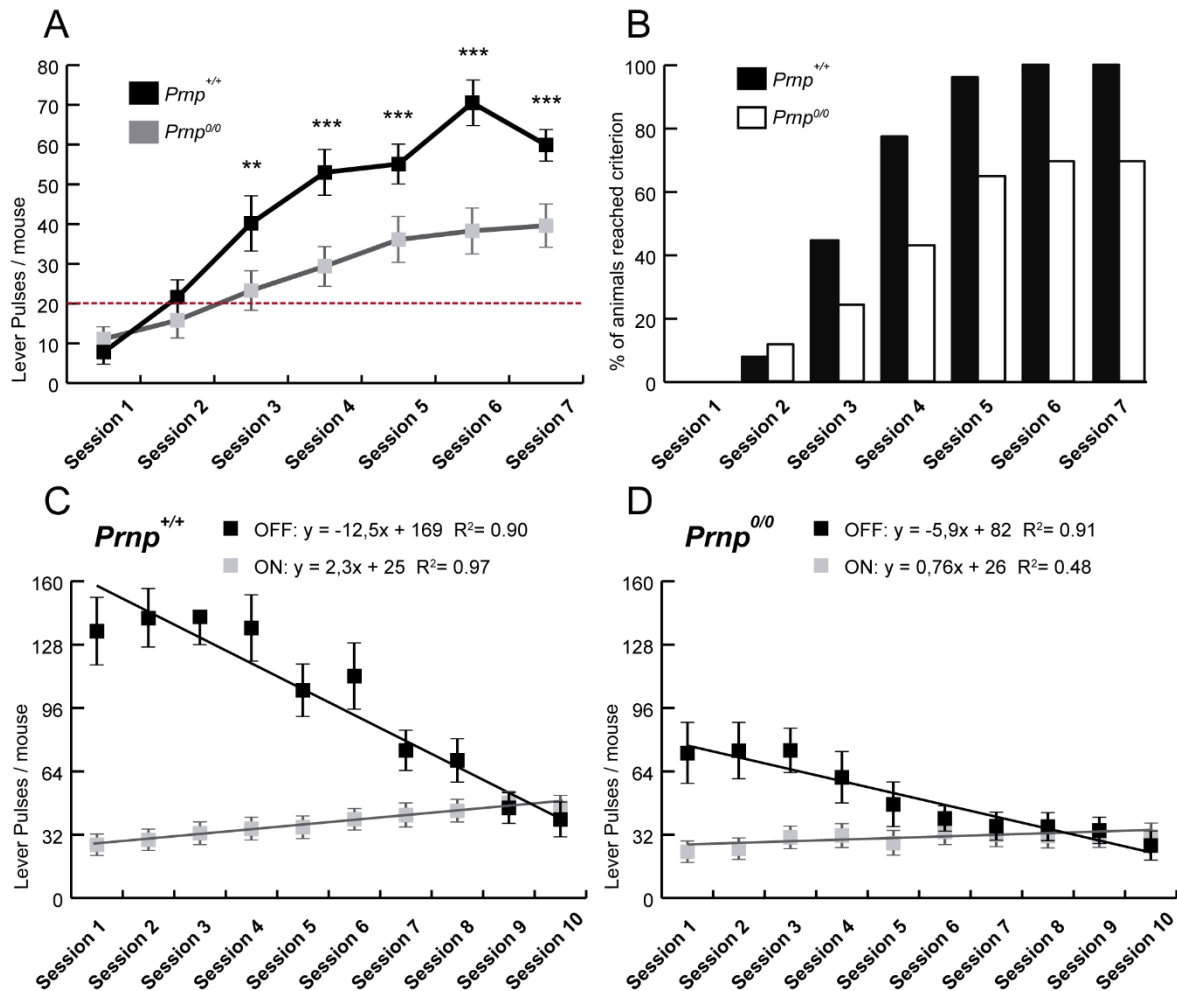 A
Lever Pulses / mouse
80
70
60
50
40
30
20
10
0
Prnp+/+
Prnp0/0
**
***
***
***
***
Session 1
Session 2
Session 3
Session 4
Session 5
Session 6
Session 7
B
% of animals reached criterion
100
80
60
40
20
0
Prnp+/+
Prnp0/0
Session 1
Session 2
Session 3
Session 4
Session 5
Session 6
Session 7
C
Prnp+/+
OFF: y = -12,5x + 169 R²= 0.90
ON: y = 2,3x + 25 R²= 0.97
Lever Pulses / mouse
160
128
96
64
32
0
Session 1
Session 2
Session 3
Session 4
Session 5
Session 6
Session 7
Session 8
Session 9
Session 10
D
Prnp0/0
OFF: y = -5,9x + 82 R²= 0.91
ON: y = 0,76x + 26 R²= 0.48
Lever Pulses / mouse
160
128
96
64
32
0
Session 1
Session 2
Session 3
Session 4
Session 5
Session 6
Session 7
Session 8
Session 9
Session 10